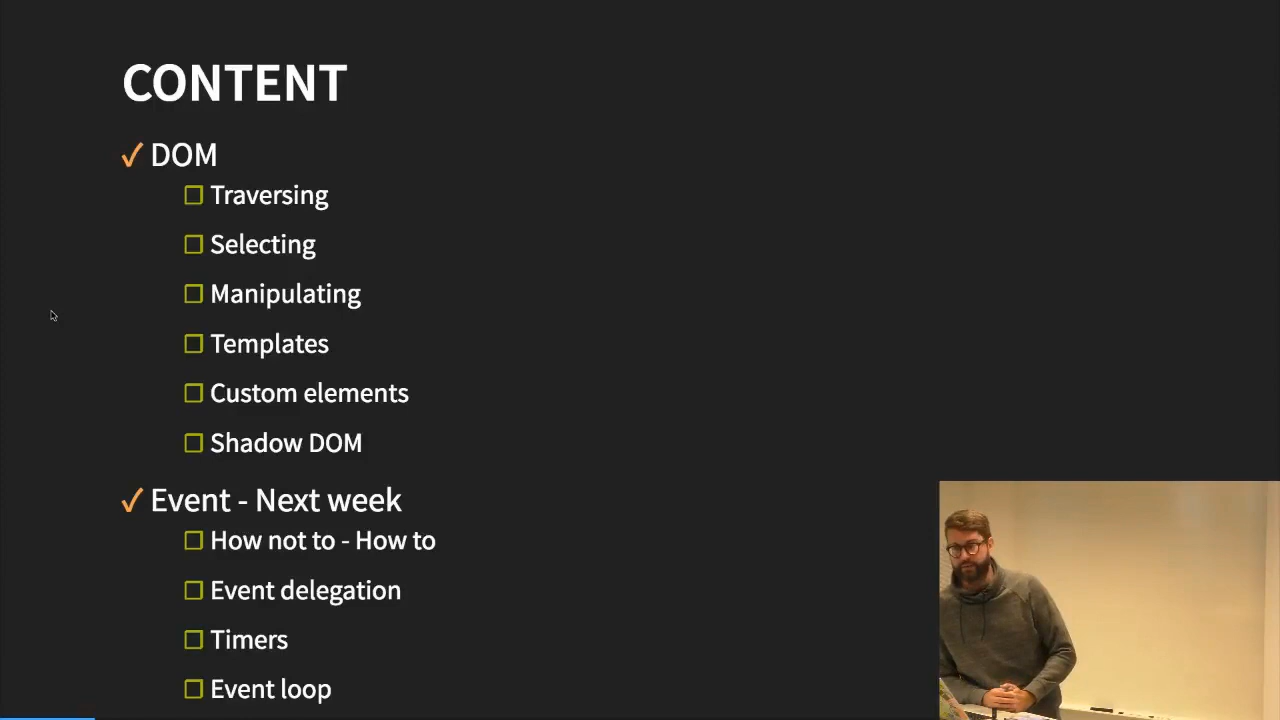 CONTENT
✓ DOM
☐ Traversing
☐ Selecting
☐ Manipulating
☐ Templates
☐ Custom elements
☐ Shadow DOM
✓ Event - Next week
☐ How not to - How to
☐ Event delegation
☐ Timers
☐ Event loop